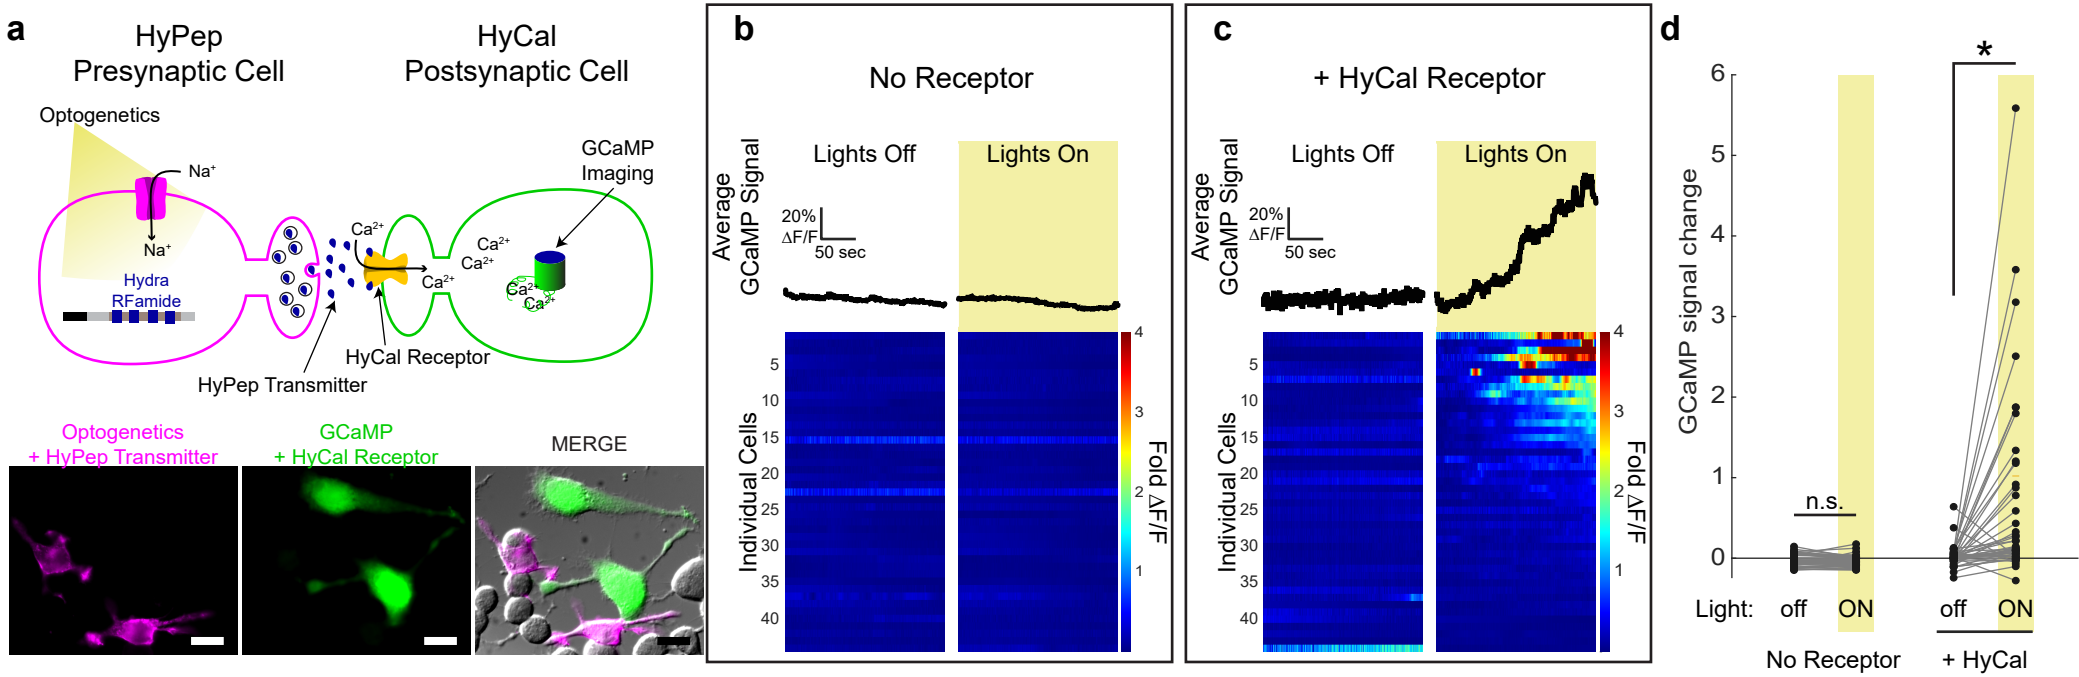 a
HyPep
Presynaptic Cell
HyCal
Postsynaptic Cell
Optogenetics
Na⁺
Na⁺
Hydra
RFamide
Ca²⁺
Ca²⁺
Ca²⁺
Ca²⁺
Ca²⁺
Ca²⁺
GCaMP
Imaging
HyCal Receptor
HyPep Transmitter
Optogenetics
+ HyPep Transmitter
GCaMP
+ HyCal Receptor
MERGE
b
No Receptor
Average
GCaMP Signal
Lights Off
Lights On
20%
ΔF/F
50 sec
Individual Cells
5
10
15
20
25
30
35
40
4
3
2
1
Fold ΔF/F
c
+ HyCal Receptor
Average
GCaMP Signal
Lights Off
Lights On
20%
ΔF/F
50 sec
Individual Cells
5
10
15
20
25
30
35
40
4
3
2
1
Fold ΔF/F
d
GCaMP signal change
6
5
4
3
2
1
0
n.s.
*
Light: off ON off ON
No Receptor + HyCal